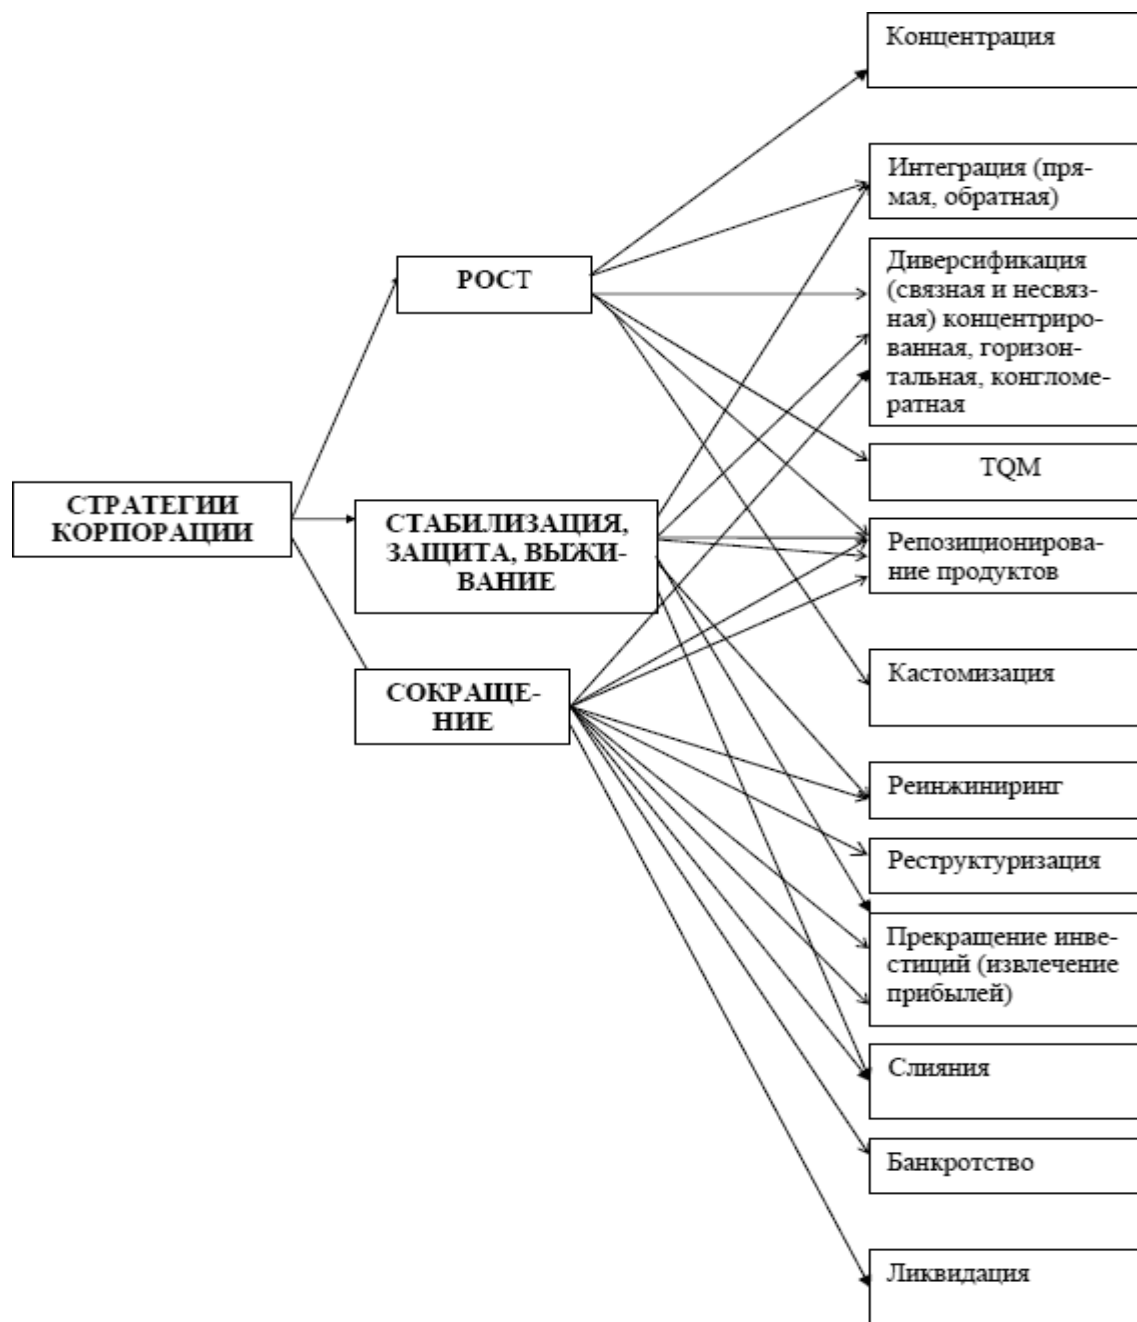 Концентрация
Интеграция (пря-
мая, обратная)
РОСТ
Диверсификация
(связная и несвяз-
ная) концентриро-
ванная, горизон-
тальная, конгломе-
ратная
TQM
СТРАТЕГИИ
КОРПОРАЦИИ
СТАБИЛИЗАЦИЯ,
ЗАЩИТА, ВЫЖИ-
ВАНИЕ
Репозиционирова-
ние продуктов
СОКРАЩЕ-
НИЕ
Кастомизация
Реинжиниринг
Реструктуризация
Прекращение инве-
стиций (извлечение
прибылей)
Слияния
Банкротство
Ликвидация